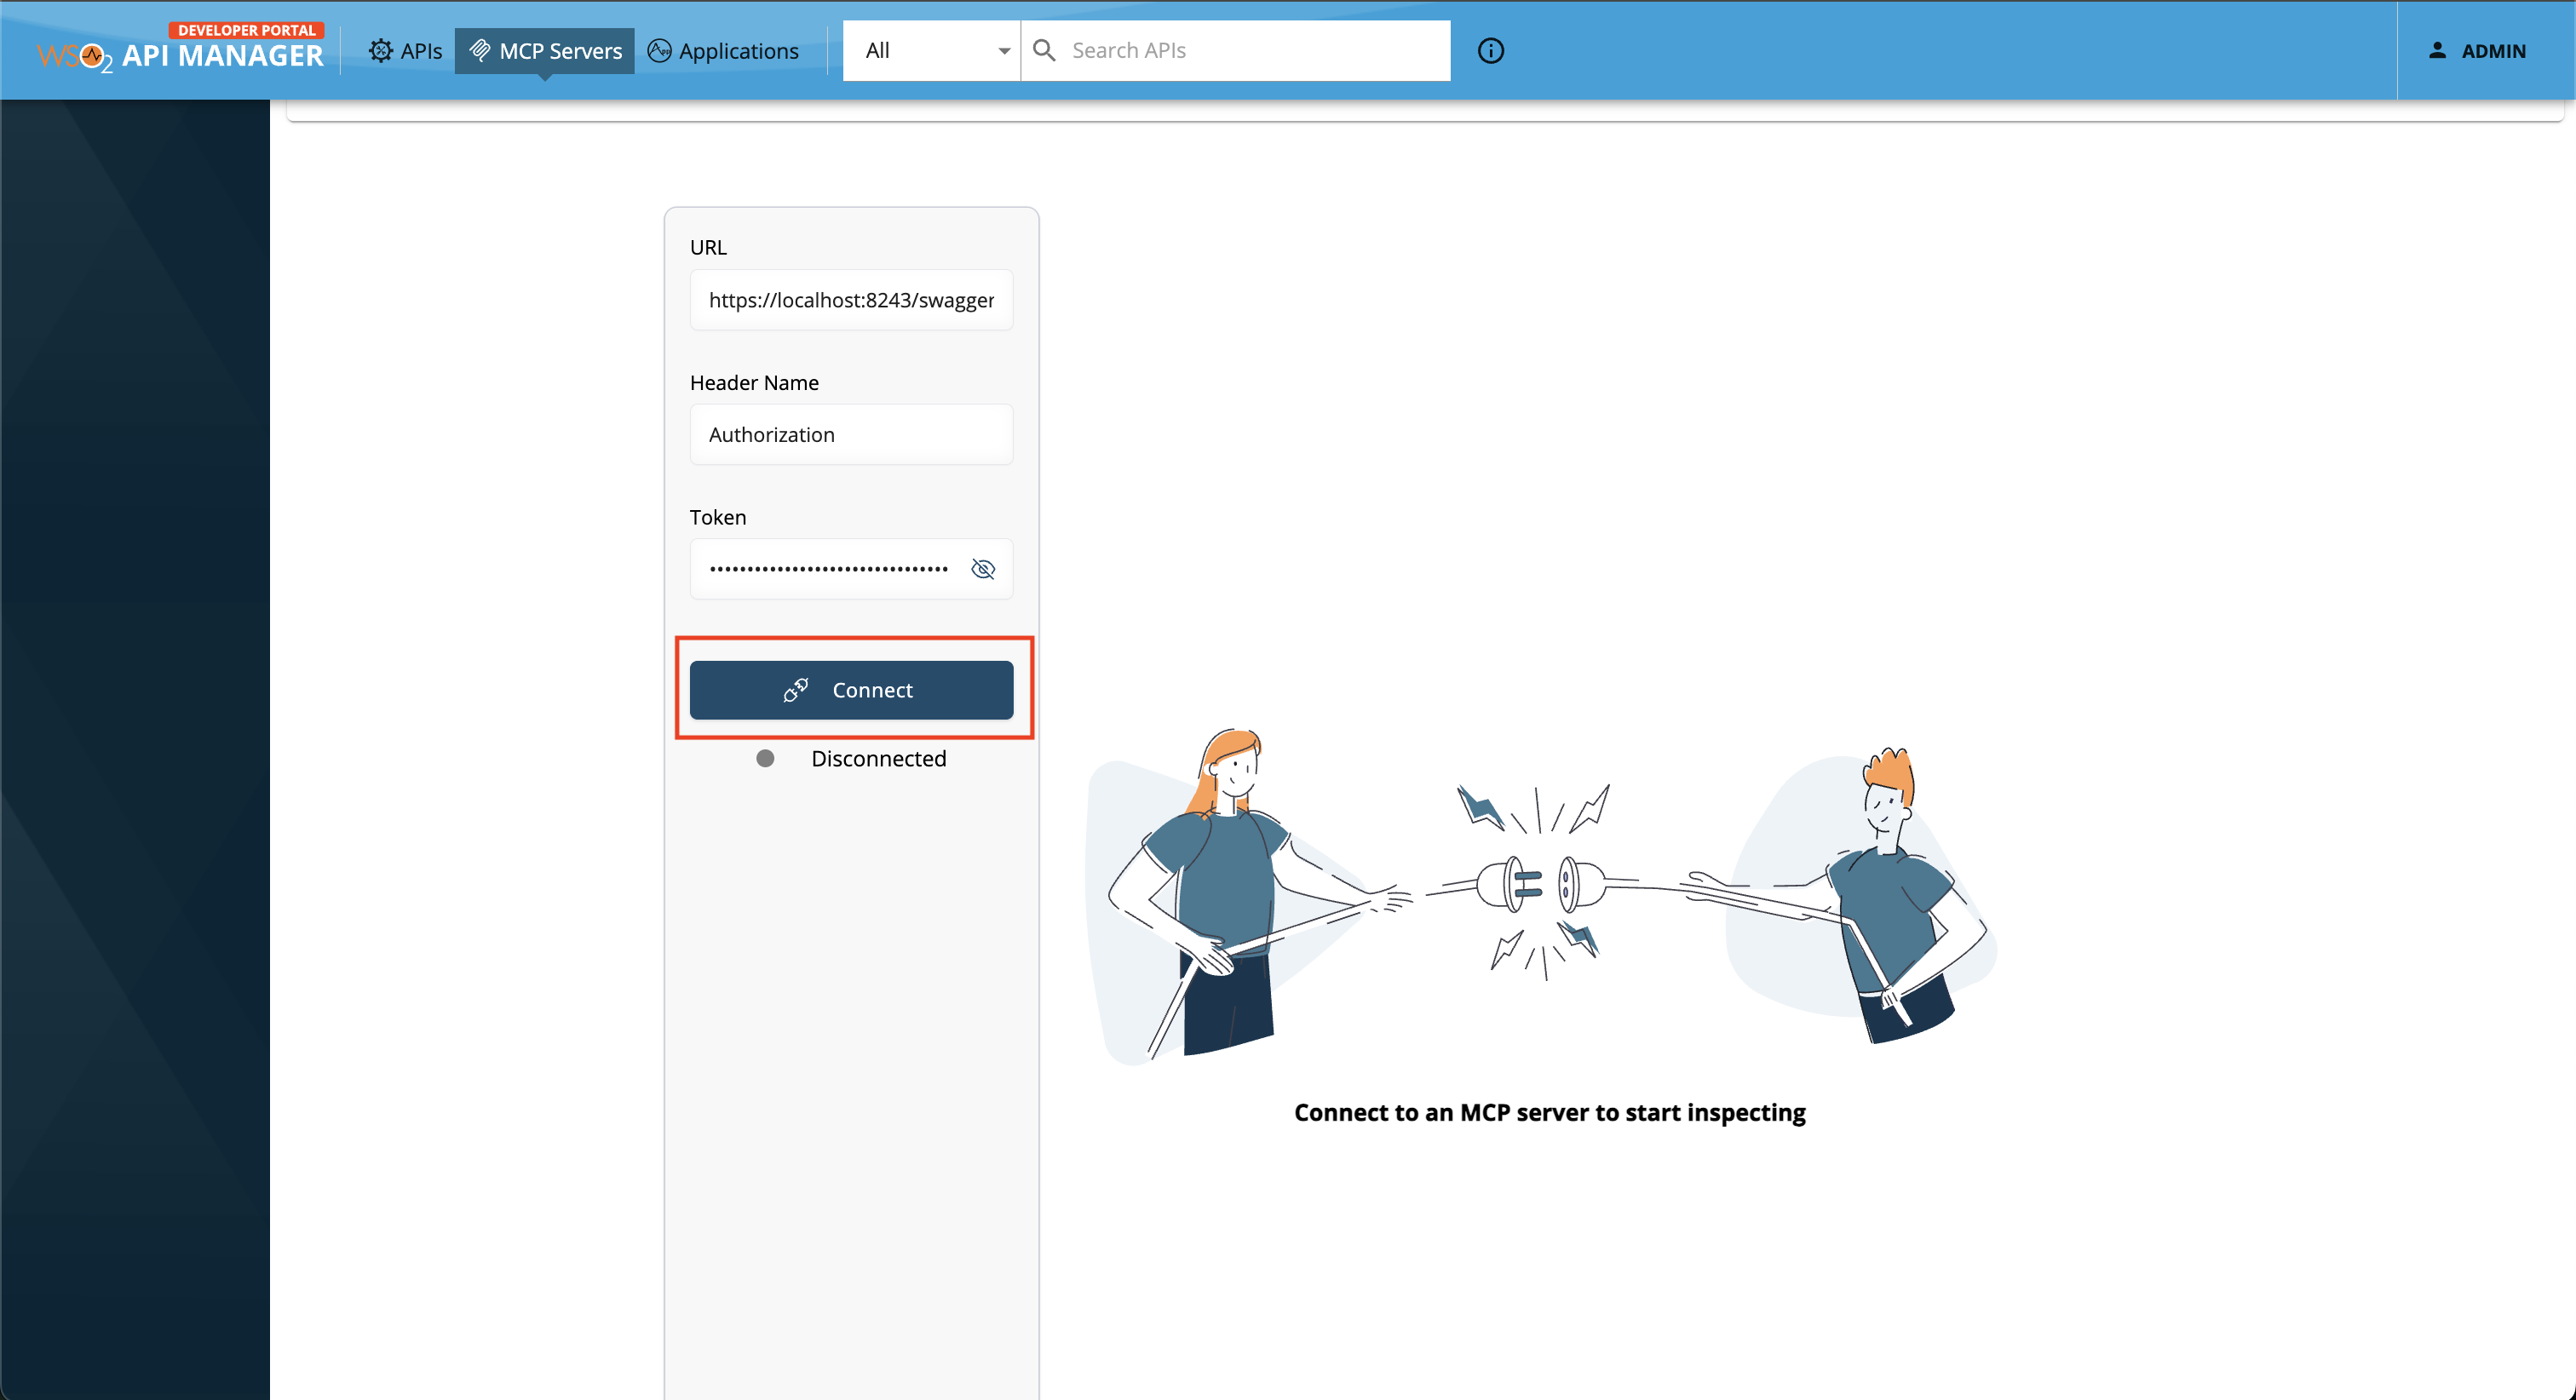 DEVELOPER PORTAL
WSO2 API MANAGER
APIs
MCP Servers
Applications
All
Search APIs
ADMIN
URL
https://localhost:8243/swagger
Header Name
Authorization
Token
Connect
Disconnected
Connect to an MCP server to start inspecting